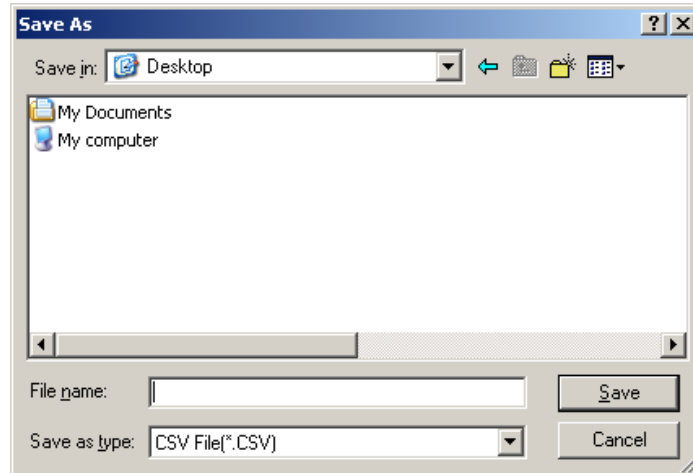 Save As
Save in: Desktop
My Documents
My computer
File name: Save
Save as type: CSV File(*.CSV) Cancel